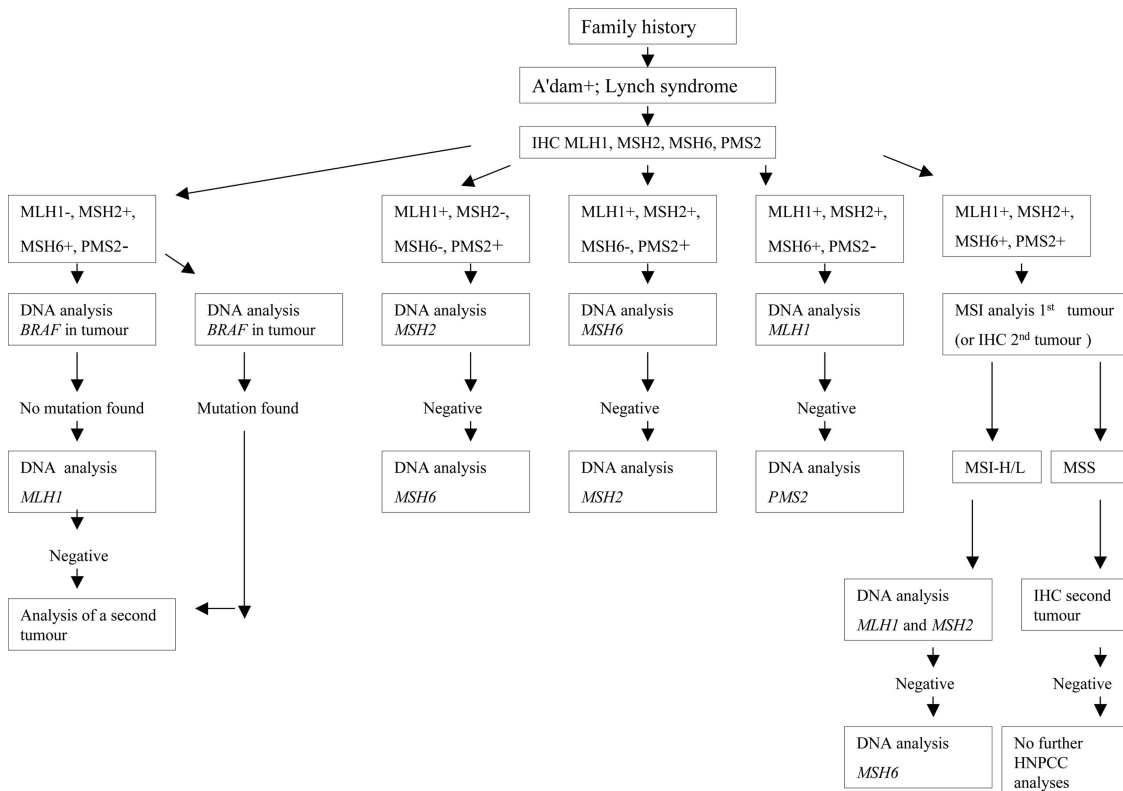 Family history
A'dam+; Lynch syndrome
IHC MLH1, MSH2, MSH6, PMS2
MLH1-, MSH2+,
MSH6+, PMS2-
MLH1+, MSH2-,
MSH6-, PMS2+
MLH1+, MSH2+,
MSH6-, PMS2+
MLH1+, MSH2+,
MSH6+, PMS2-
MLH1+, MSH2+,
MSH6+, PMS2+
DNA analysis
BRAF in tumour
DNA analysis
BRAF in tumour
DNA analysis
MSH2
DNA analysis
MSH6
DNA analysis
MLH1
MSI analyis 1st tumour
(or IHC 2nd tumour )
No mutation found
Mutation found
Negative
Negative
Negative
DNA analysis
MLH1
DNA analysis
MSH6
DNA analysis
MSH2
DNA analysis
PMS2
MSI-H/L
MSS
Negative
Analysis of a second
tumour
DNA analysis
MLH1 and MSH2
IHC second
tumour
Negative
Negative
DNA analysis
MSH6
No further
HNPCC
analyses